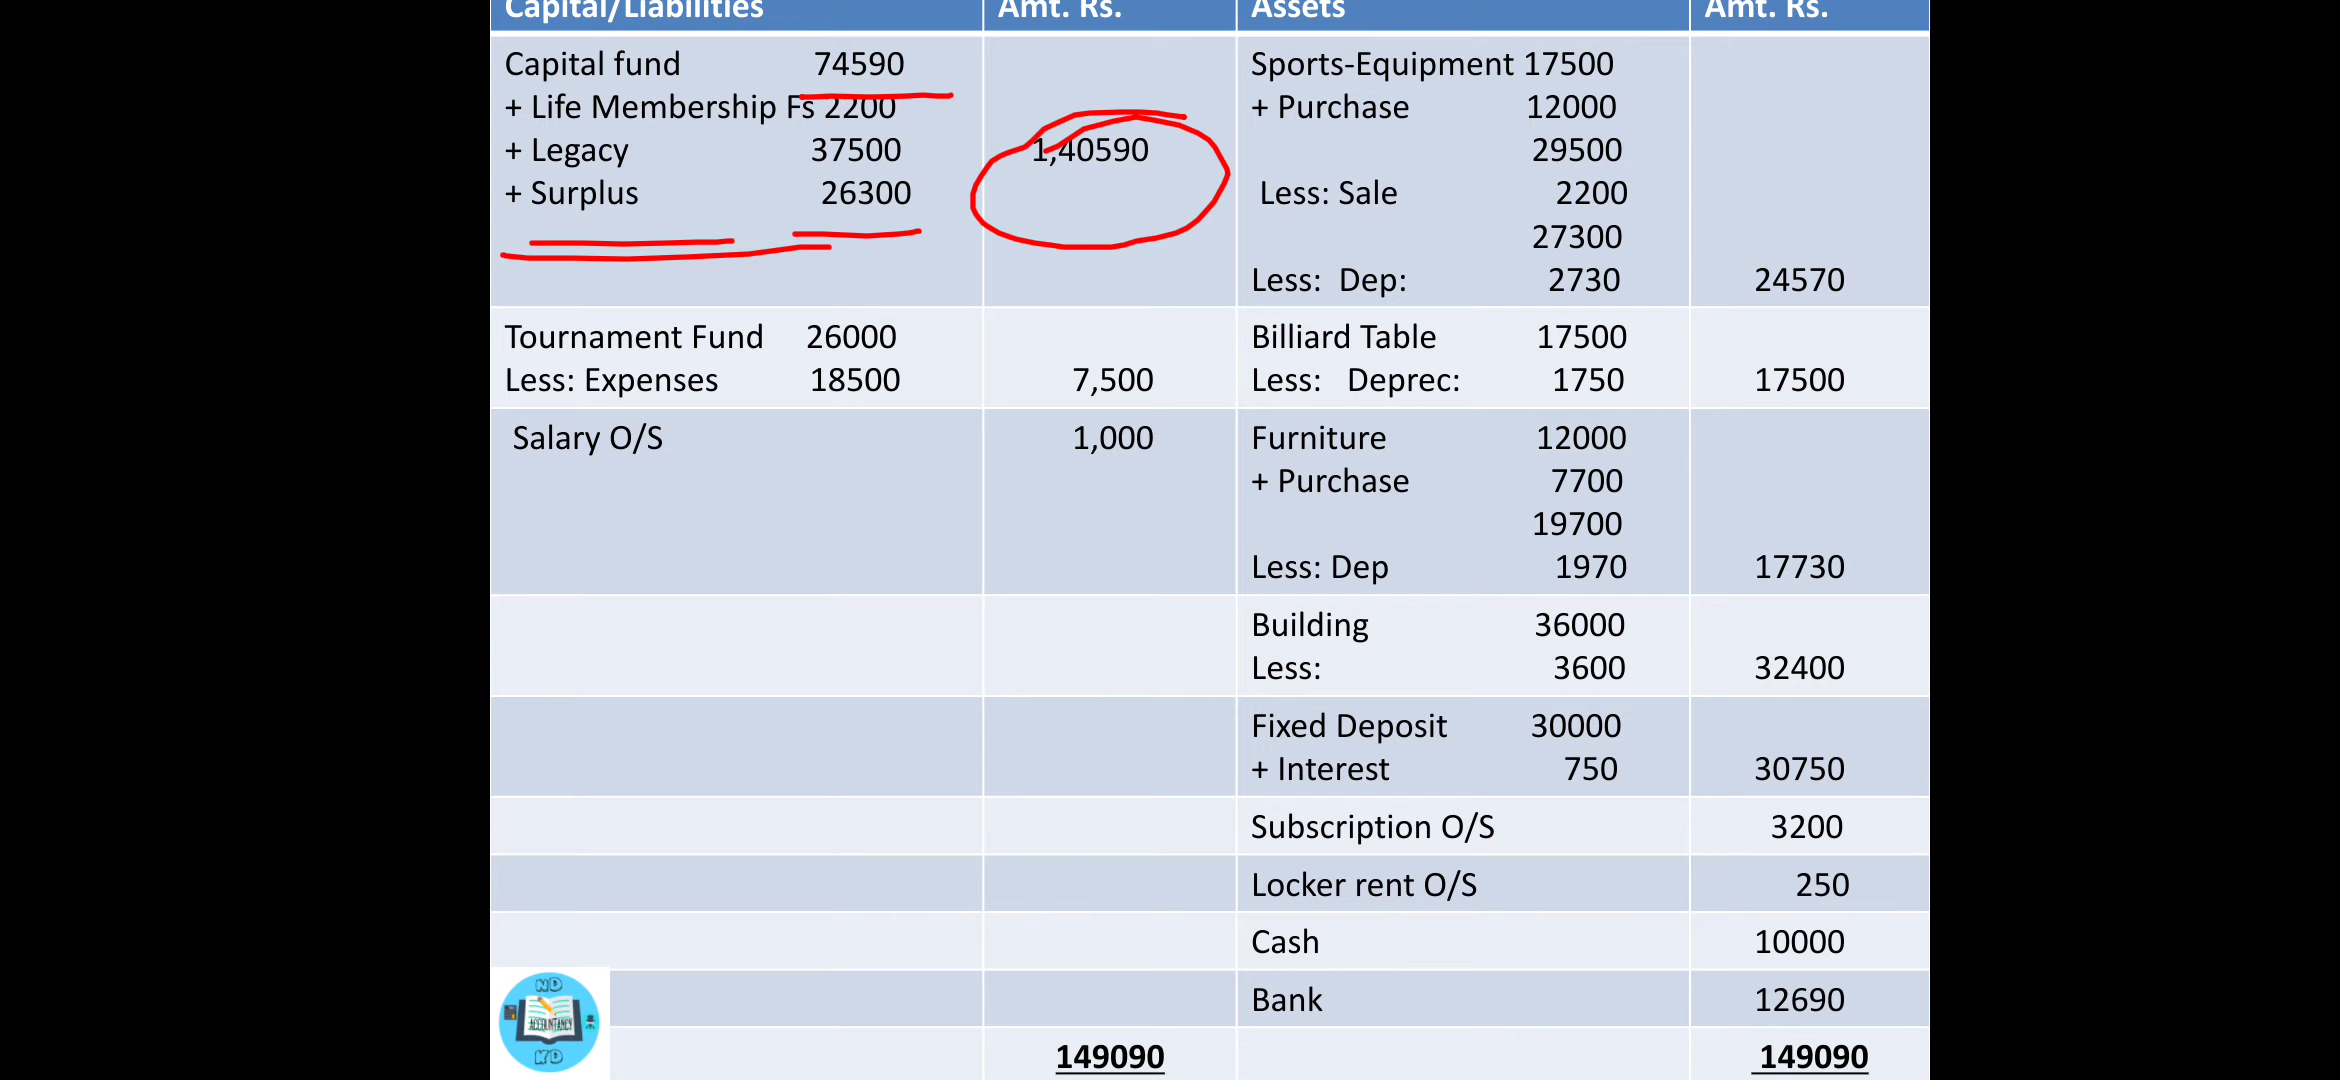 Capital/Liabilities Amt. Rs. Assets Amt. Rs.
Capital fund 74590
+ Life Membership Fs 2200
+ Legacy 37500 1,40590
+ Surplus 26300
Sports-Equipment 17500
+ Purchase 12000
29500
Less: Sale 2200
27300
Less: Dep: 2730 24570
Tournament Fund 26000
Less: Expenses 18500 7,500
Billiard Table 17500
Less: Deprec: 1750 17500
Salary O/S 1,000
Furniture 12000
+ Purchase 7700
19700
Less: Dep 1970 17730
Building 36000
Less: 3600 32400
Fixed Deposit 30000
+ Interest 750 30750
Subscription O/S 3200
Locker rent O/S 250
Cash 10000
Bank 12690
149090 149090
ND
ACCOUNTANCY
KD